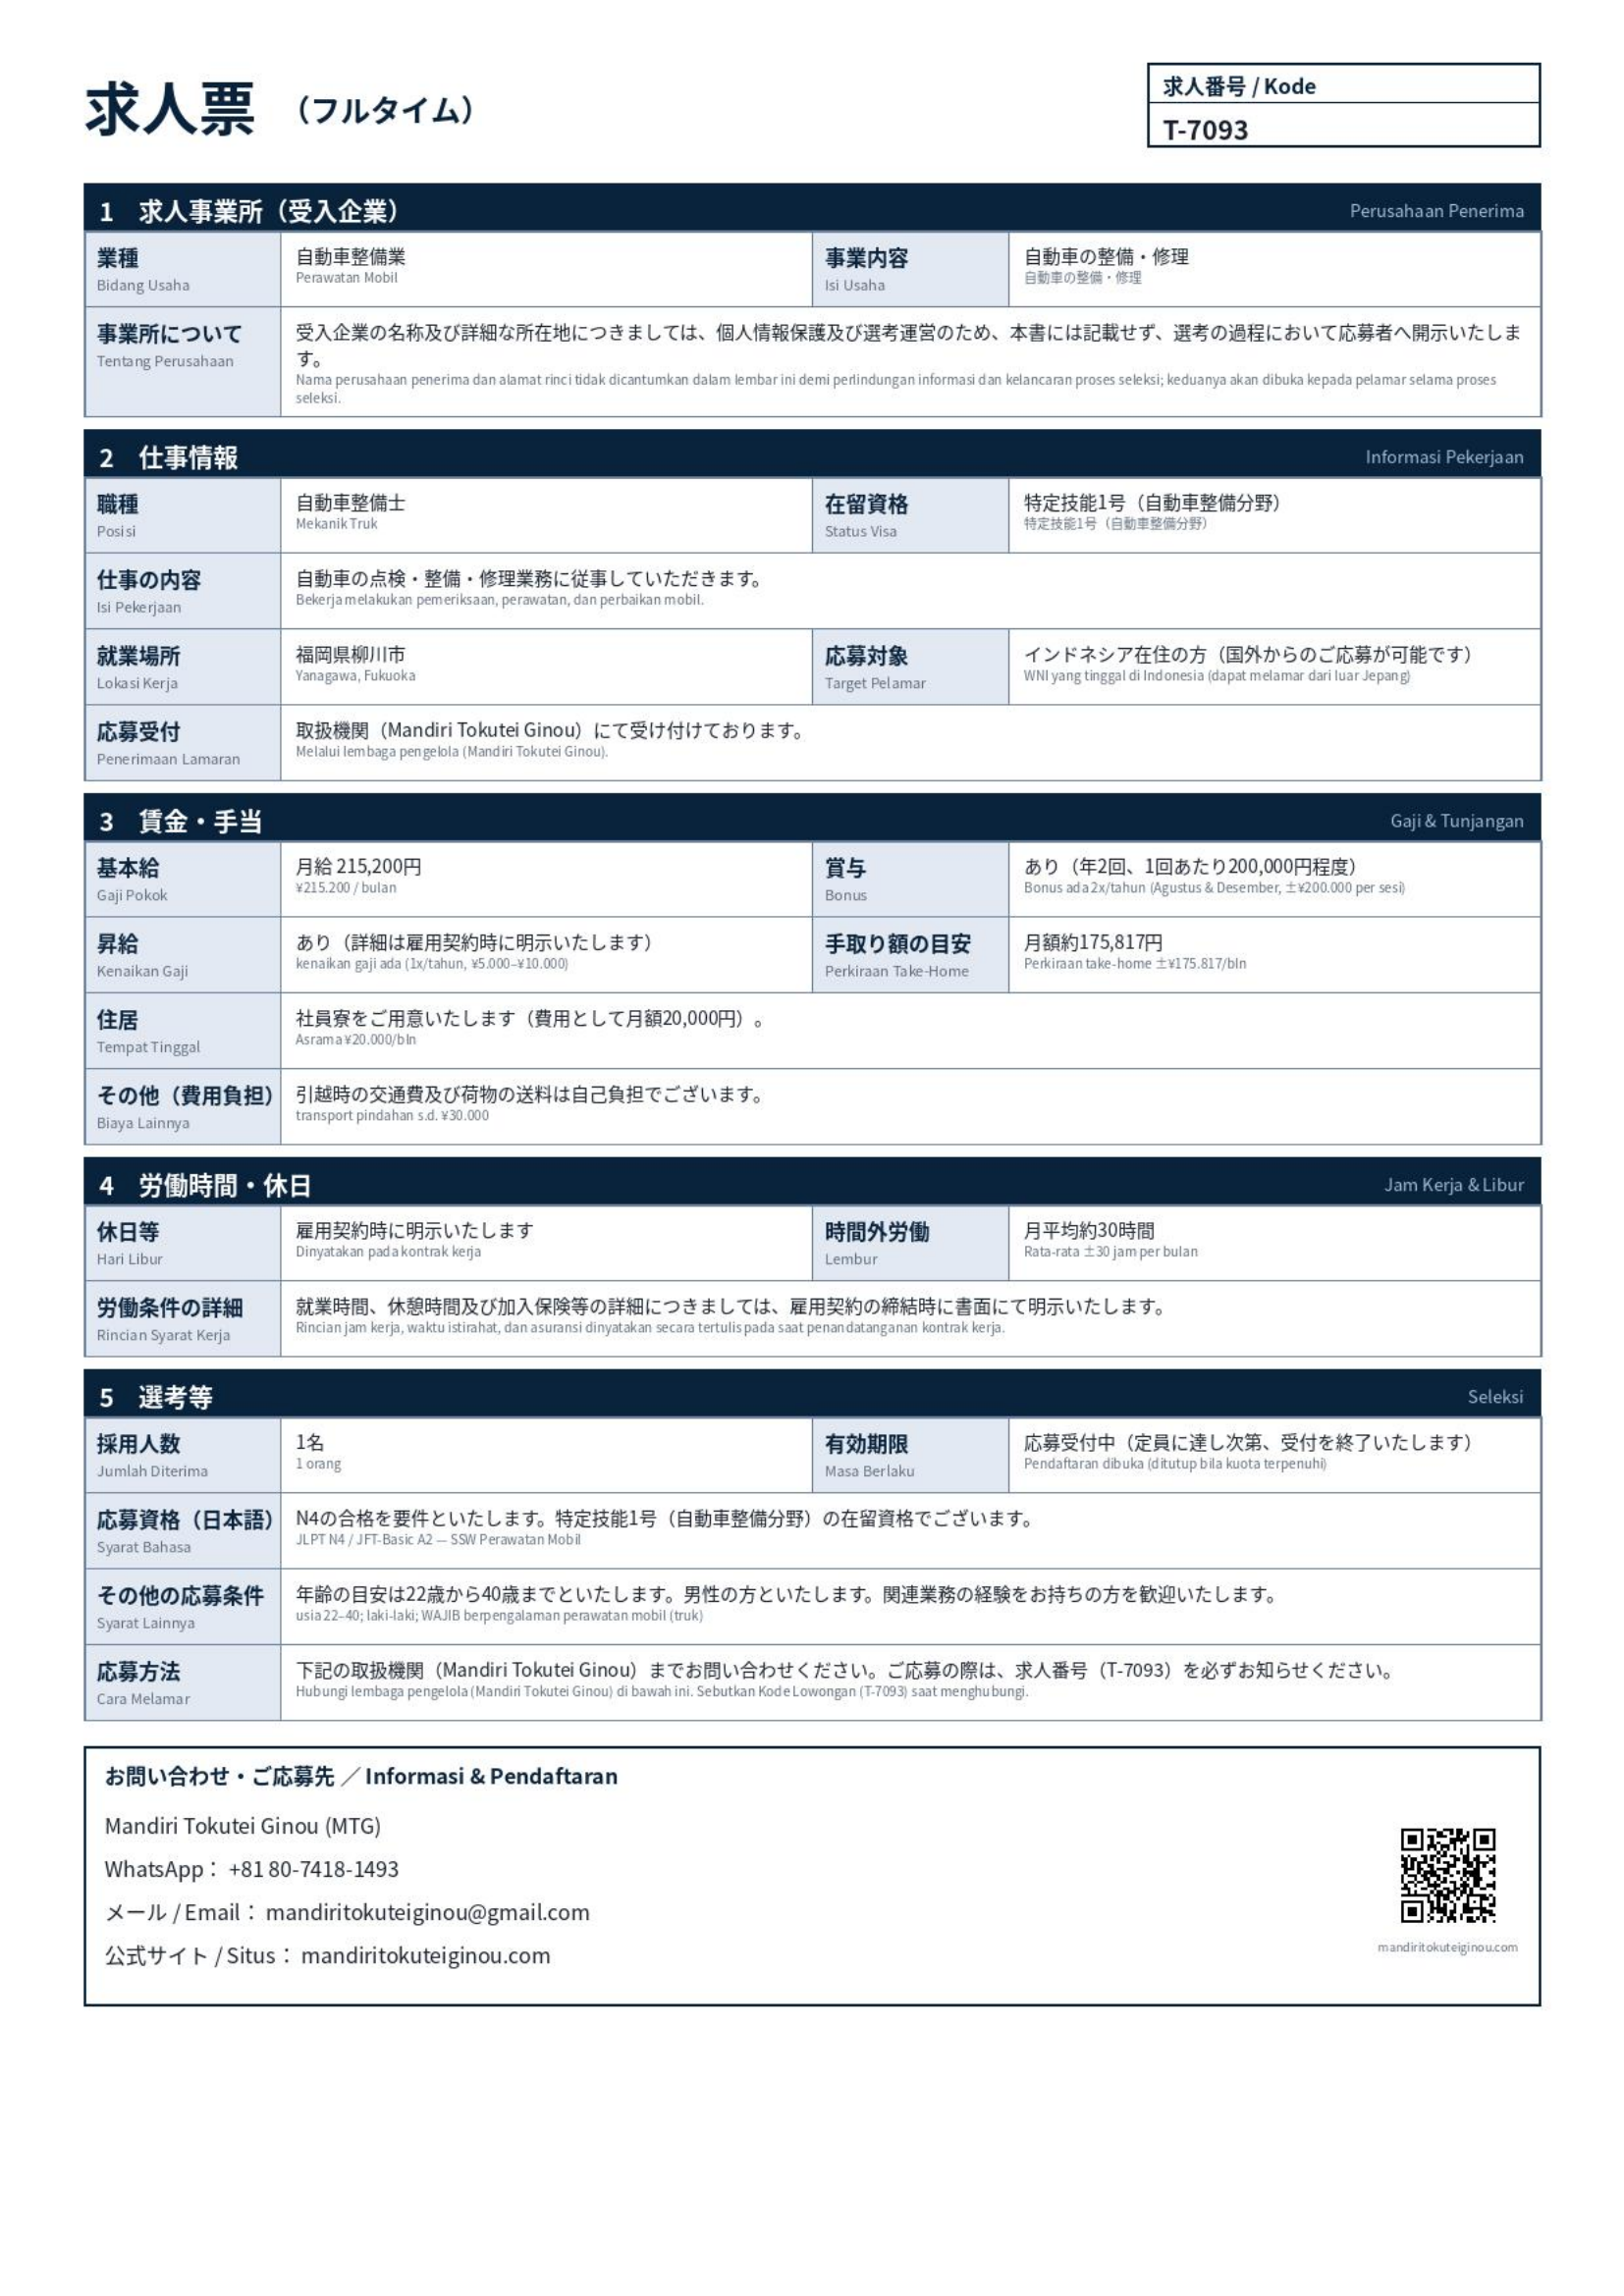 求人票 （フルタイム）
求人番号 / Kode
T-7093
1 求人事業所（受入企業） Perusahaan Penerima
業種
Bidang Usaha
自動車整備業
Perawatan Mobil
事業内容
Isi Usaha
自動車の整備・修理
自動車の整備・修理
事業所について
Tentang Perusahaan
受入企業の名称及び詳細な所在地につきましては、個人情報保護及び選考運営のため、本書には記載せず、選考の過程において応募者へ開示いたしま
す。
Nama perusahaan penerima dan alamat rinci tidak dicantumkan dalam lembar ini demi perlindungan informasi dan kelancaran proses seleksi; keduanya akan dibuka kepada pelamar selama proses
seleksi.
2 仕事情報 Informasi Pekerjaan
職種
Posisi
自動車整備士
Mekanik Truk
在留資格
Status Visa
特定技能1号（自動車整備分野）
特定技能1号（自動車整備分野）
仕事の内容
Isi Pekerjaan
自動車の点検・整備・修理業務に従事していただきます。
Bekerja melakukan pemeriksaan, perawatan, dan perbaikan mobil.
就業場所
Lokasi Kerja
福岡県柳川市
Yanagawa, Fukuoka
応募対象
Target Pelamar
インドネシア在住の方（国外からのご応募が可能です）
WNI yang tinggal di Indonesia (dapat melamar dari luar Jepang)
応募受付
Penerimaan Lamaran
取扱機関（Mandiri Tokutei Ginou）にて受け付けております。
Melalui lembaga pengelola (Mandiri Tokutei Ginou).
3 賃金・手当 Gaji & Tunjangan
基本給
Gaji Pokok
月給 215,200円
¥215.200 / bulan
賞与
Bonus
あり（年2回、1回あたり200,000円程度）
Bonus ada 2x/tahun (Agustus & Desember, ±¥200.000 per sesi)
昇給
Kenaikan Gaji
あり（詳細は雇用契約時に明示いたします）
kenaikan gaji ada (1x/tahun, ¥5.000–¥10.000)
手取り額の目安
Perkiraan Take-Home
月額約175,817円
Perkiraan take-home ±¥175.817/bln
住居
Tempat Tinggal
社員寮をご用意いたします（費用として月額20,000円）。
Asrama ¥20.000/bln
その他（費用負担）
Biaya Lainnya
引越時の交通費及び荷物の送料は自己負担でございます。
transport pindahan s.d. ¥30.000
4 労働時間・休日 Jam Kerja & Libur
休日等
Hari Libur
雇用契約時に明示いたします
Dinyatakan pada kontrak kerja
時間外労働
Lembur
月平均約30時間
Rata-rata ±30 jam per bulan
労働条件の詳細
Rincian Syarat Kerja
就業時間、休憩時間及び加入保険等の詳細につきましては、雇用契約の締結時に書面にて明示いたします。
Rincian jam kerja, waktu istirahat, dan asuransi dinyatakan secara tertulis pada saat penandatanganan kontrak kerja.
5 選考等 Seleksi
採用人数
Jumlah Diterima
1名
1 orang
有効期限
Masa Berlaku
応募受付中（定員に達し次第、受付を終了いたします）
Pendaftaran dibuka (ditutup bila kuota terpenuhi)
応募資格（日本語）
Syarat Bahasa
N4の合格を要件といたします。特定技能1号（自動車整備分野）の在留資格でございます。
JLPT N4 / JFT-Basic A2 — SSW Perawatan Mobil
その他の応募条件
Syarat Lainnya
年齢の目安は22歳から40歳までといたします。男性の方といたします。関連業務の経験をお持ちの方を歓迎いたします。
usia 22–40; laki-laki; WAJIB berpengalaman perawatan mobil (truk)
応募方法
Cara Melamar
下記の取扱機関（Mandiri Tokutei Ginou）までお問い合わせください。ご応募の際は、求人番号（T-7093）を必ずお知らせください。
Hubungi lembaga pengelola (Mandiri Tokutei Ginou) di bawah ini. Sebutkan Kode Lowongan (T-7093) saat menghubungi.
お問い合わせ・ご応募先 ／ Informasi & Pendaftaran
Mandiri Tokutei Ginou (MTG)
WhatsApp： +81 80-7418-1493
メール / Email： mandiritokuteiginou@gmail.com
公式サイト / Situs： mandiritokuteiginou.com
mandiritokuteiginou.com